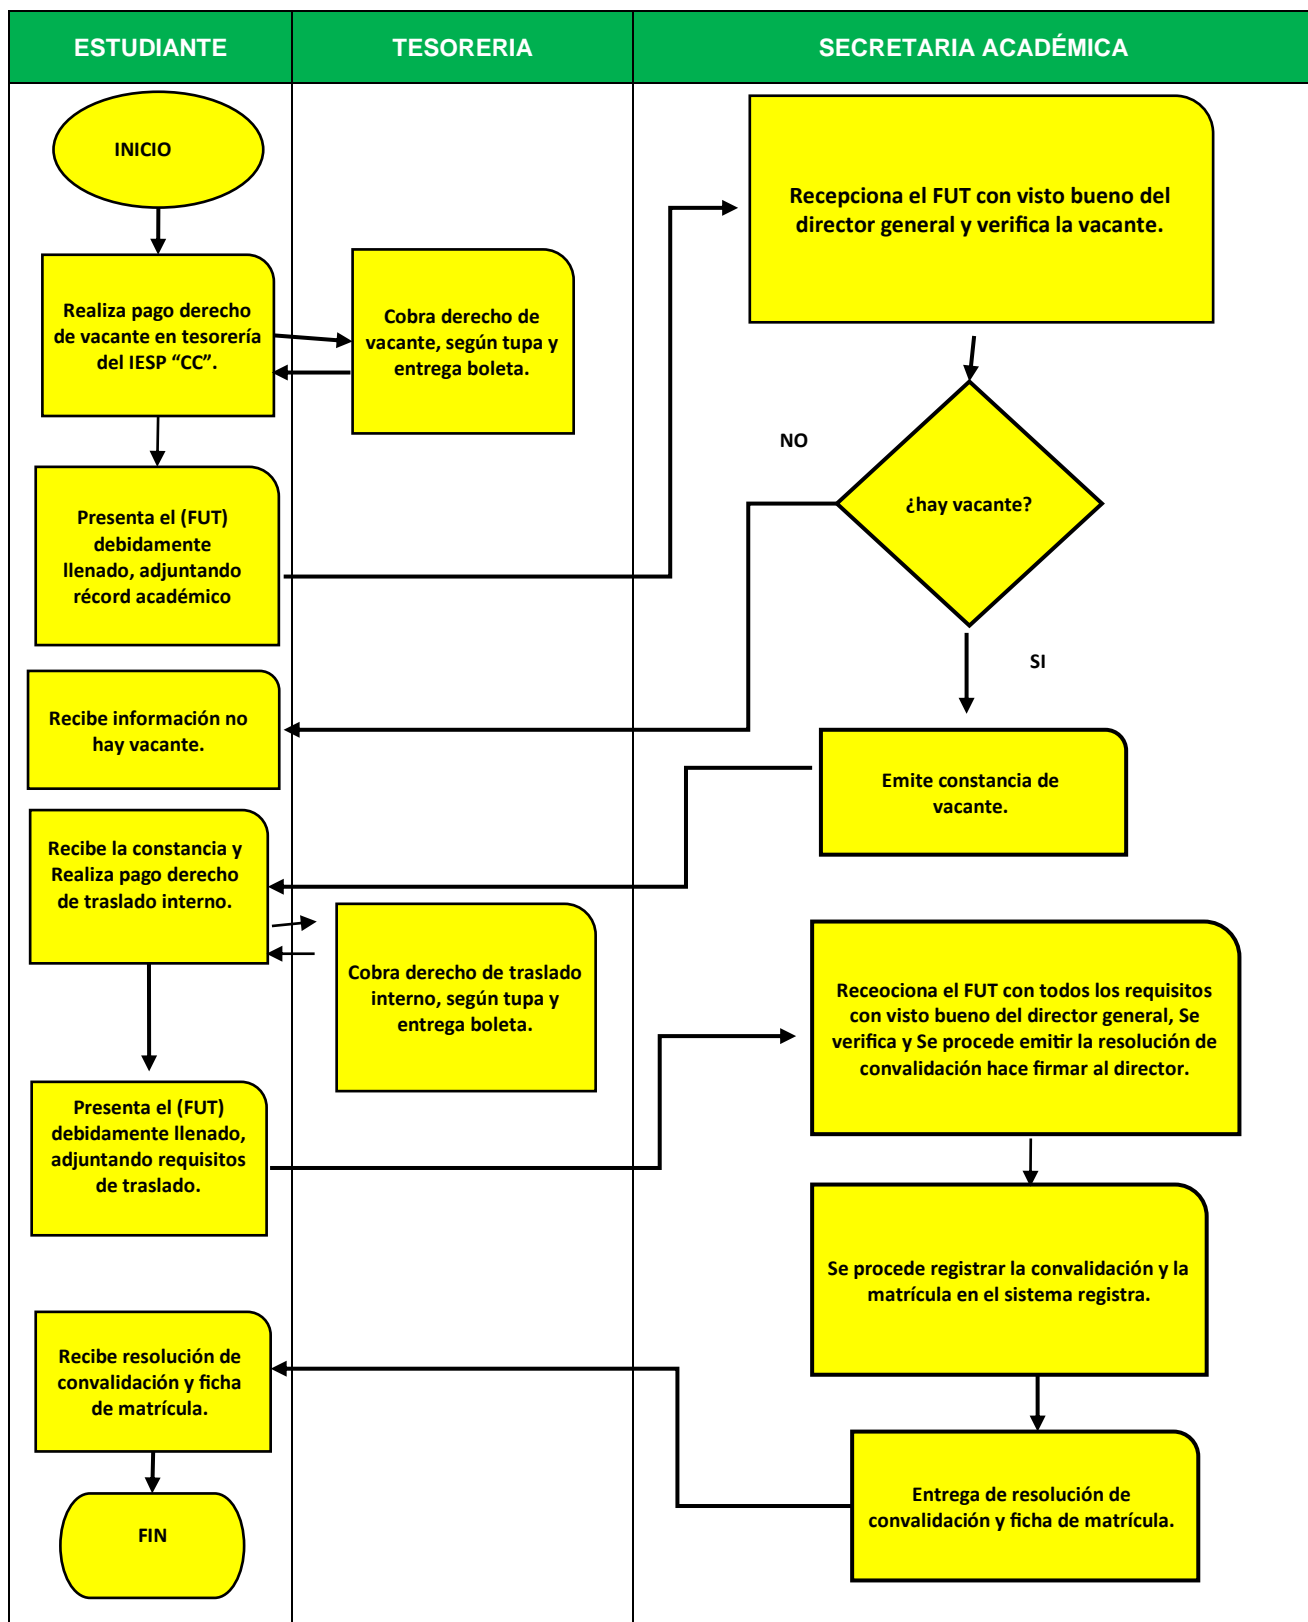 ESTUDIANTE
TESORERIA
SECRETARIA ACADÉMICA
INICIO
Recepciona el FUT con visto bueno del
director general y verifica la vacante.
Realiza pago derecho
de vacante en tesorería
del IESP “CC”.
Cobra derecho de
vacante, según tupa y
entrega boleta.
NO
¿hay vacante?
Presenta el (FUT)
debidamente
llenado, adjuntando
récord académico
SI
Recibe información no
hay vacante.
Emite constancia de
vacante.
Recibe la constancia y
Realiza pago derecho
de traslado interno.
Cobra derecho de traslado
interno, según tupa y
entrega boleta.
Receociona el FUT con todos los requisitos
con visto bueno del director general, Se
verifica y Se procede emitir la resolución de
convalidación hace firmar al director.
Presenta el (FUT)
debidamente llenado,
adjuntando requisitos
de traslado.
Se procede registrar la convalidación y la
matrícula en el sistema registra.
Recibe resolución de
convalidación y ficha
de matrícula.
Entrega de resolución de
convalidación y ficha de matrícula.
FIN